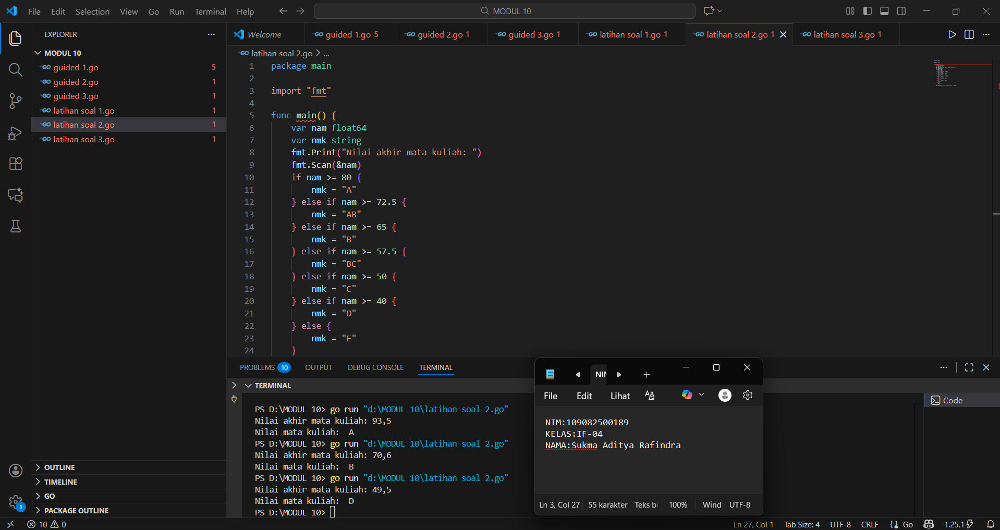 File Edit Selection View Go Run Terminal Help
MODUL 10
EXPLORER
MODUL 10
guided 1.go 5
guided 2.go 1
guided 3.go 1
latihan soal 1.go 1
latihan soal 2.go 1
latihan soal 3.go 1
OUTLINE
TIMELINE
GO
PACKAGE OUTLINE
Welcome
GO guided 1.go 5
GO guided 2.go 1
GO guided 3.go 1
GO latihan soal 1.go 1
GO latihan soal 2.go 1
GO latihan soal 3.go 1
GO latihan soal 2.go > ...
1 package main
2
3 import "fmt"
4
5 func main() {
6 var nam float64
7 var nmk string
8 fmt.Print("Nilai akhir mata kuliah: ")
9 fmt.Scan(&nam)
10 if nam >= 80 {
11 nmk = "A"
12 } else if nam >= 72.5 {
13 nmk = "AB"
14 } else if nam >= 65 {
15 nmk = "B"
16 } else if nam >= 57.5 {
17 nmk = "BC"
18 } else if nam >= 50 {
19 nmk = "C"
20 } else if nam >= 40 {
21 nmk = "D"
22 } else {
23 nmk = "E"
24 }
PROBLEMS 10 OUTPUT DEBUG CONSOLE TERMINAL
TERMINAL
PS D:\MODUL 10> go run "d:\MODUL 10\latihan soal 2.go"
Nilai akhir mata kuliah: 93,5
Nilai mata kuliah:  A
PS D:\MODUL 10> go run "d:\MODUL 10\latihan soal 2.go"
Nilai akhir mata kuliah: 70,6
Nilai mata kuliah:  B
PS D:\MODUL 10> go run "d:\MODUL 10\latihan soal 2.go"
Nilai akhir mata kuliah: 49,5
Nilai mata kuliah:  D
PS D:\MODUL 10>
Code
File Edit Lihat
NIM:109082500189
KELAS:IF-04
NAMA:Sukma Aditya Rafindra
Ln 3, Col 27 55 karakter Teks 100% Wind UTF-8
1
10 0
Ln 27, Col 1 Tab Size: 4 UTF-8 CRLF {} Go 1.25.1